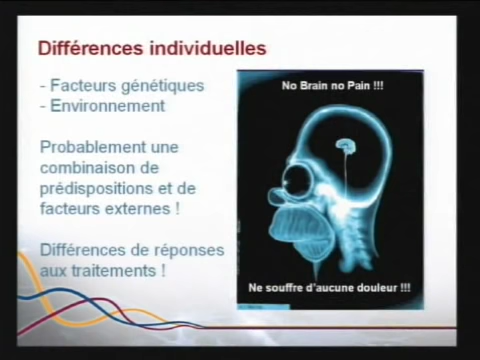 Différences individuelles
- Facteurs génétiques
- Environnement
Probablement une
combinaison de
prédispositions et de
facteurs externes !
Différences de réponses
aux traitements !
No Brain no Pain !!!
Ne souffre d'aucune douleur !!!